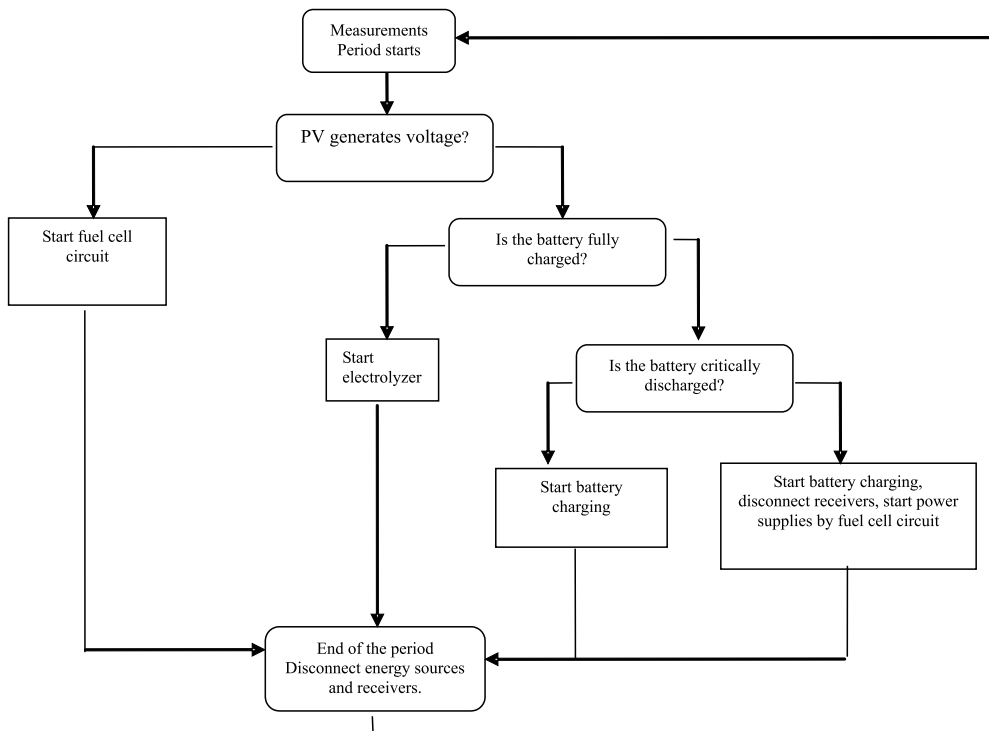 Measurements
Period starts
PV generates voltage?
Start fuel cell
circuit
Is the battery fully
charged?
Start
electrolyzer
Is the battery critically
discharged?
Start battery
charging
Start battery charging,
disconnect receivers, start power
supplies by fuel cell circuit
End of the period
Disconnect energy sources
and receivers.